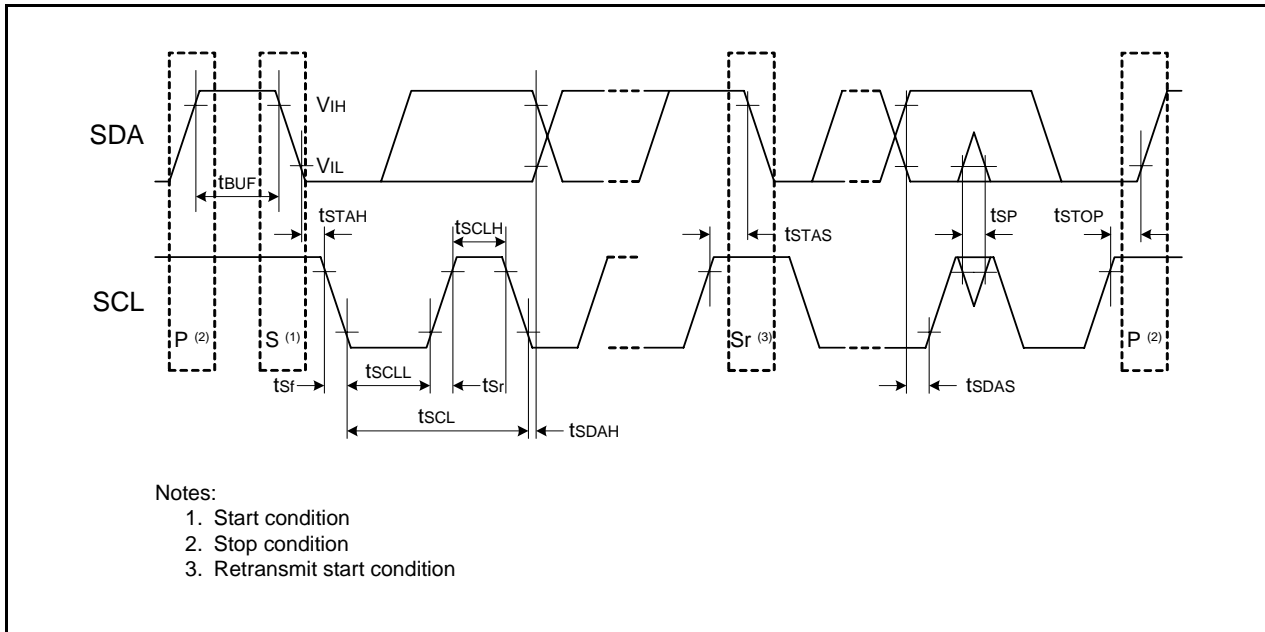 VIH
SDA
VIL
tBUF
tSTAH
tSCLH
tSTAS
tSP
tSTOP
SCL
P (2)
S (1)
Sr (3)
P (2)
tSf
tSCLL
tSr
tSDAS
tSCL
tSDAH
Notes:
1. Start condition
2. Stop condition
3. Retransmit start condition